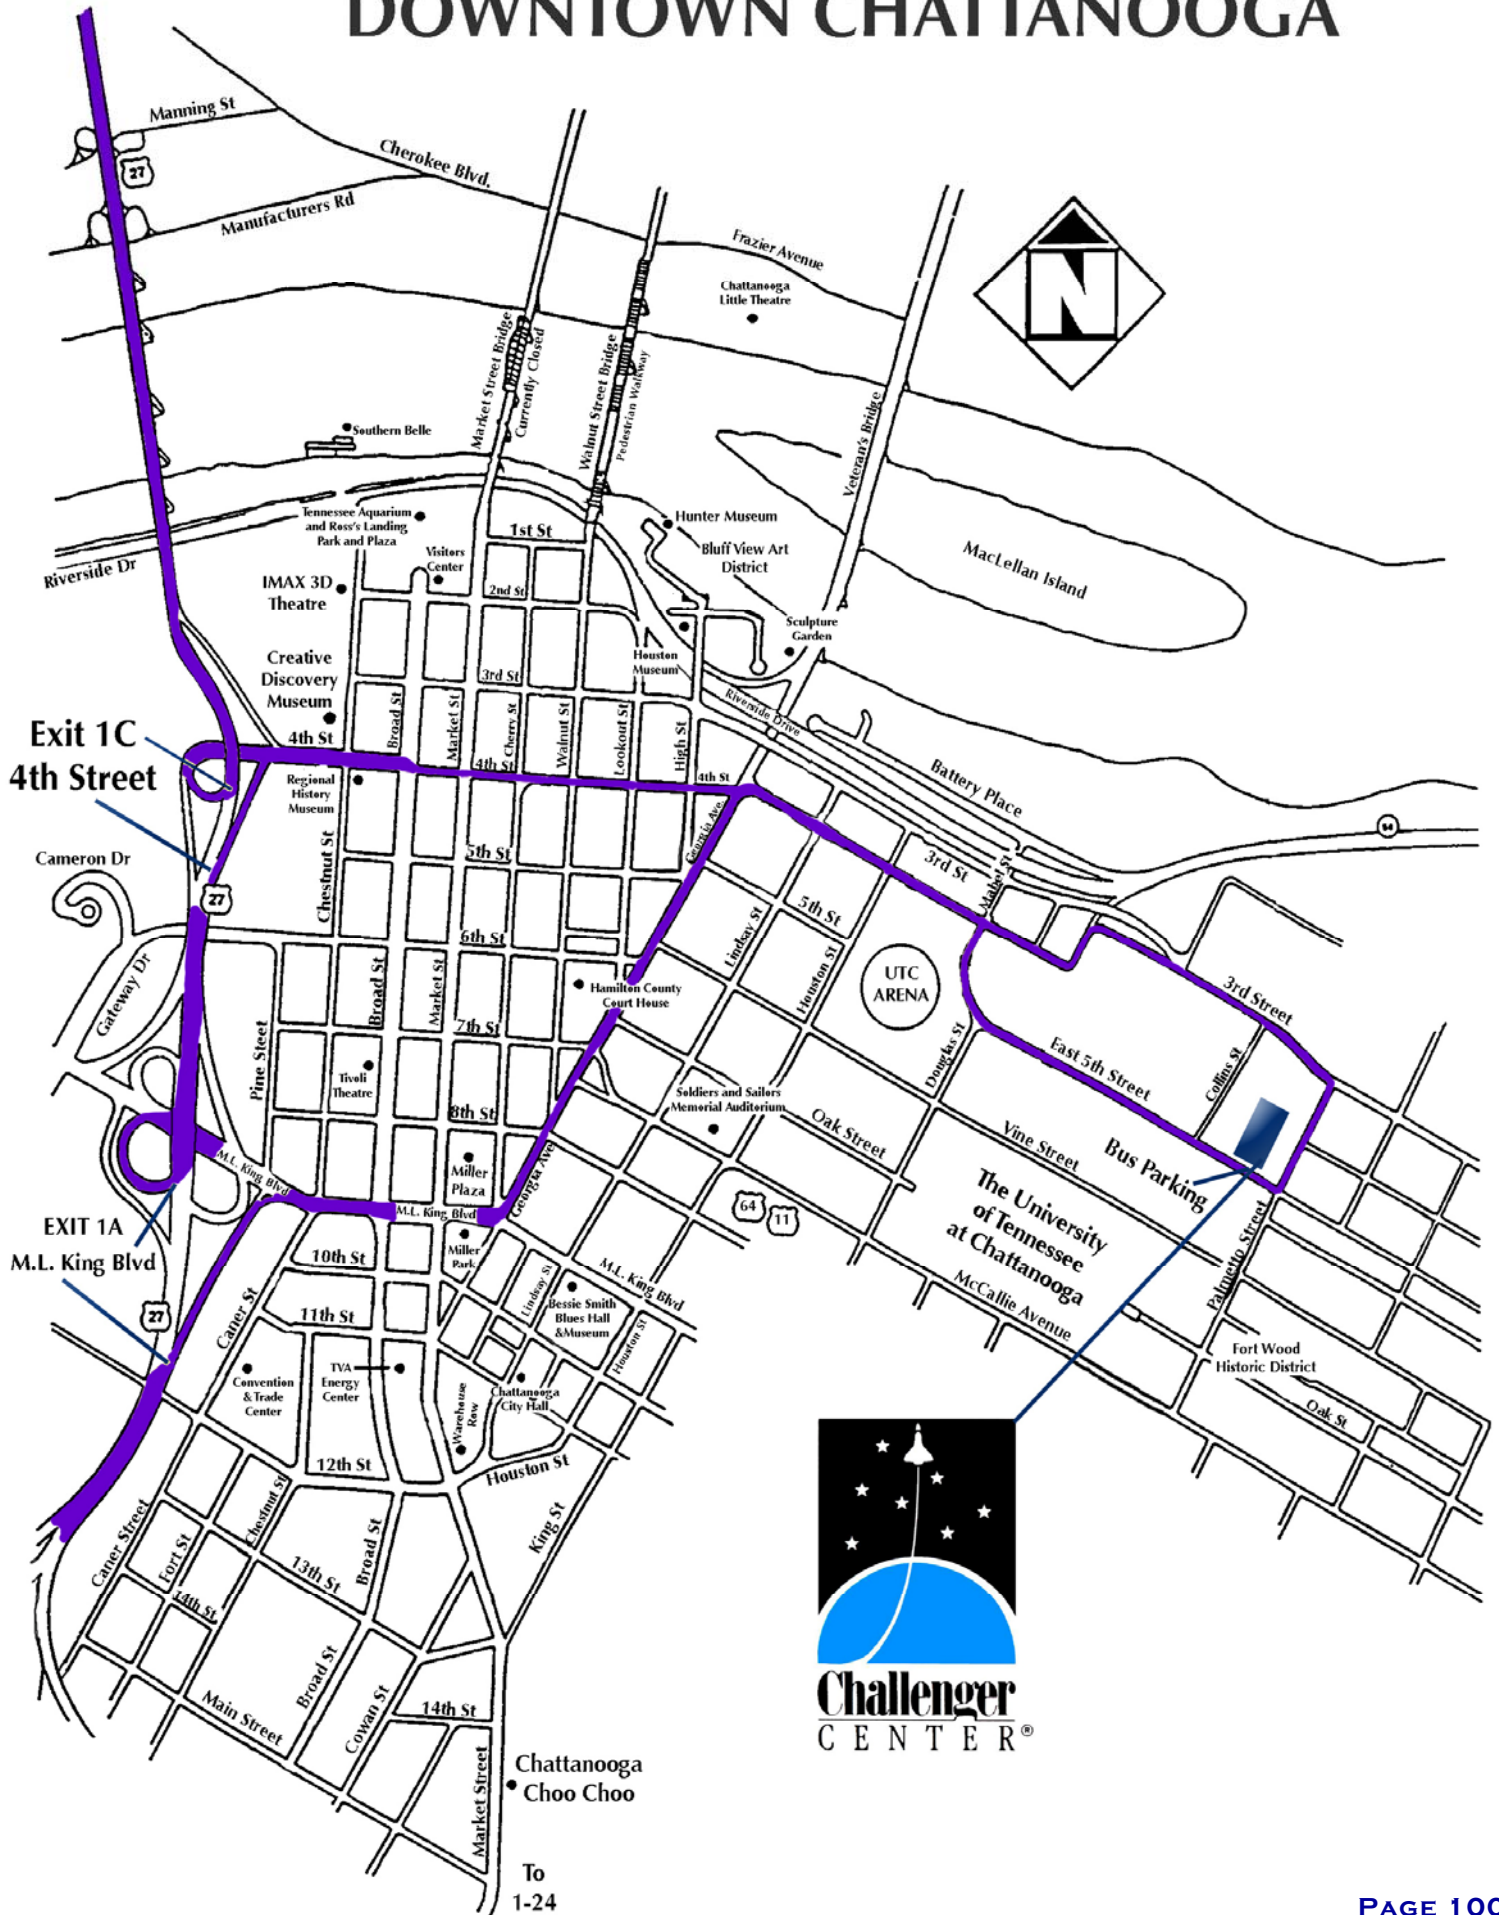 DOWNTOWN CHATTANOOGA
Manning St
27
Cherokee Blvd.
Manufacturers Rd
Frazier Avenue
Chattanooga
Little Theatre
N
Market Street Bridge
Currently Closed
Walnut Street Bridge
Pedestrian Walkway
Veteran's Bridge
Southern Belle
Tennessee Aquarium
and Ross's Landing
Park and Plaza
1st St
Hunter Museum
Bluff View Art
District
MacLellan Island
Visitors
Center
Riverside Dr
IMAX 3D
Theatre
2nd St
Sculpture
Garden
Houston
Museum
Creative
Discovery
Museum
3rd St
Riverside Drive
Broad St
Market St
Cherry St
Walnut St
Lookout St
High St
Exit 1C
4th Street
4th St
4th St
4th St
Regional
History
Museum
Battery Place
Georgia Ave
Chestnut St
5th St
Cameron Dr
3rd St
Mabel St
94
27
5th St
Lindsay St
Houston St
6th St
UTC
ARENA
Gateway Dr
Broad St
Market St
Hamilton County
Court House
3rd Street
7th St
Pine Steet
Douglas St
East 5th Street
Collins St
Tivoli
Theatre
Soldiers and Sailors
Memorial Auditorium
8th St
Oak Street
Vine Street
Bus Parking
M.L. King Blvd
Miller
Plaza
Georgia Ave
The University
of Tennessee
at Chattanooga
64
11
EXIT 1A
M.L. King Blvd
M.L. King Blvd
Miller
Park
10th St
Lindsay St
M.L. King Blvd
McCallie Avenue
Palmetto Street
27
Caner St
11th St
Bessie Smith
Blues Hall
&Museum
Houston St
Fort Wood
Historic District
Convention
&Trade
Center
TVA
Energy
Center
Warehouse
Row
Chattanooga
City Hall
Oak St
12th St
Houston St
Caner Street
Fort St
Chestnut St
Broad St
King St
13th St
14th St
Main Street
Broad St
Cowan St
14th St
Challenger
CENTER®
Market Street
Chattanooga
Choo Choo
To
1-24
PAGE 100